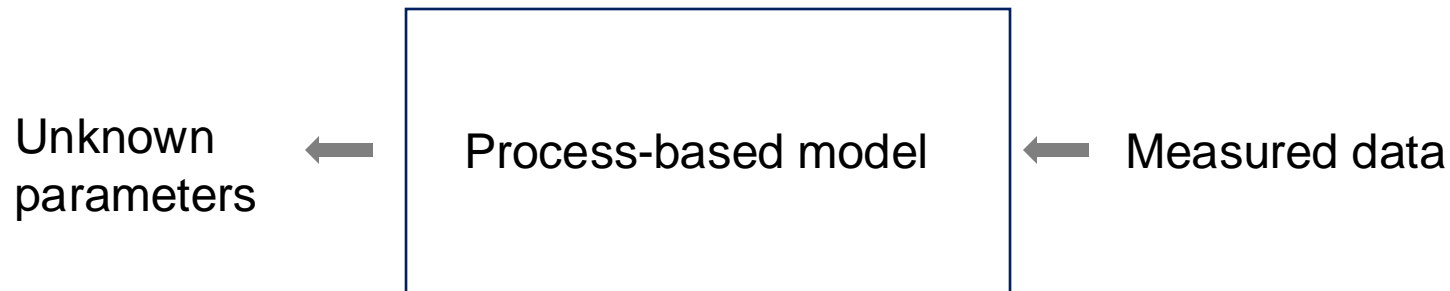 Unknown
parameters
Process-based model
Measured data